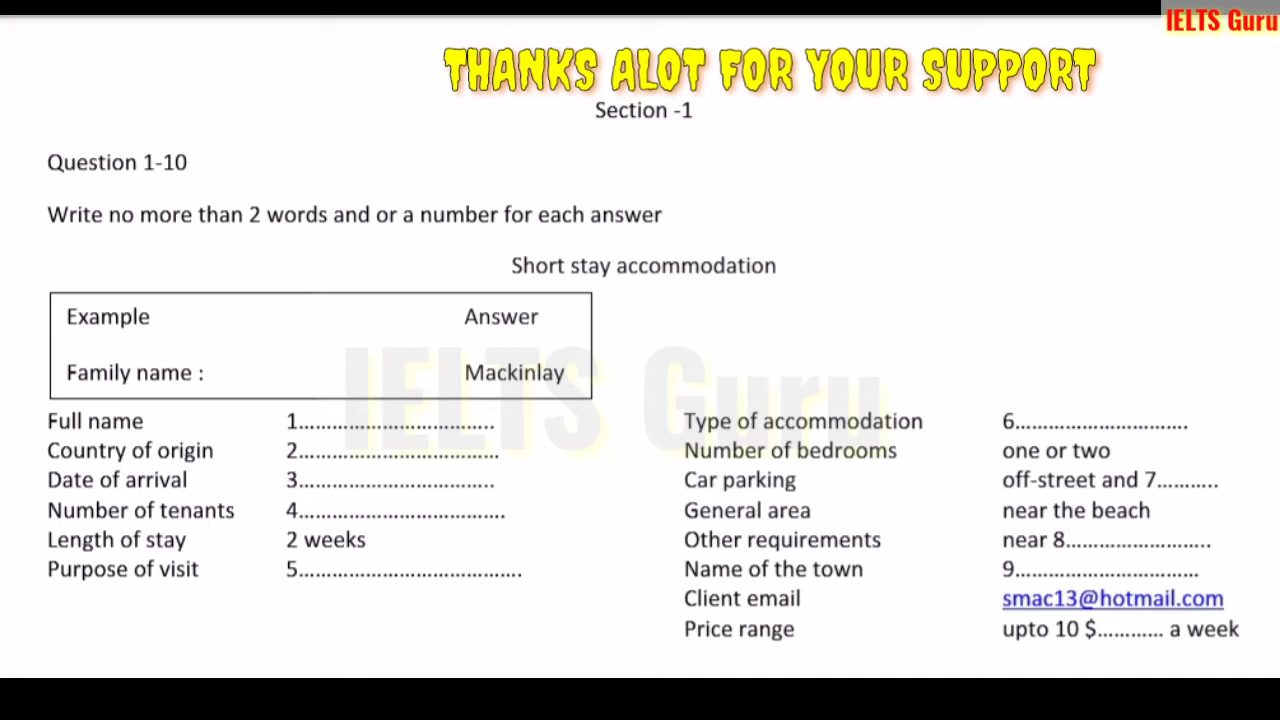 IELTS Guru
THANKS ALOT FOR YOUR SUPPORT
Section -1
Question 1-10
Write no more than 2 words and or a number for each answer
Short stay accommodation
Example Answer
Family name : Mackinlay
IELTS Guru
Full name 1……………………………..
Country of origin 2………………………………
Date of arrival 3……………………………..
Number of tenants 4……………………………….
Length of stay 2 weeks
Purpose of visit 5………………………………….
Type of accommodation 6………………………….
Number of bedrooms one or two
Car parking off-street and 7………..
General area near the beach
Other requirements near 8……………………..
Name of the town 9……………………………
Client email smac13@hotmail.com
Price range upto 10 $………… a week